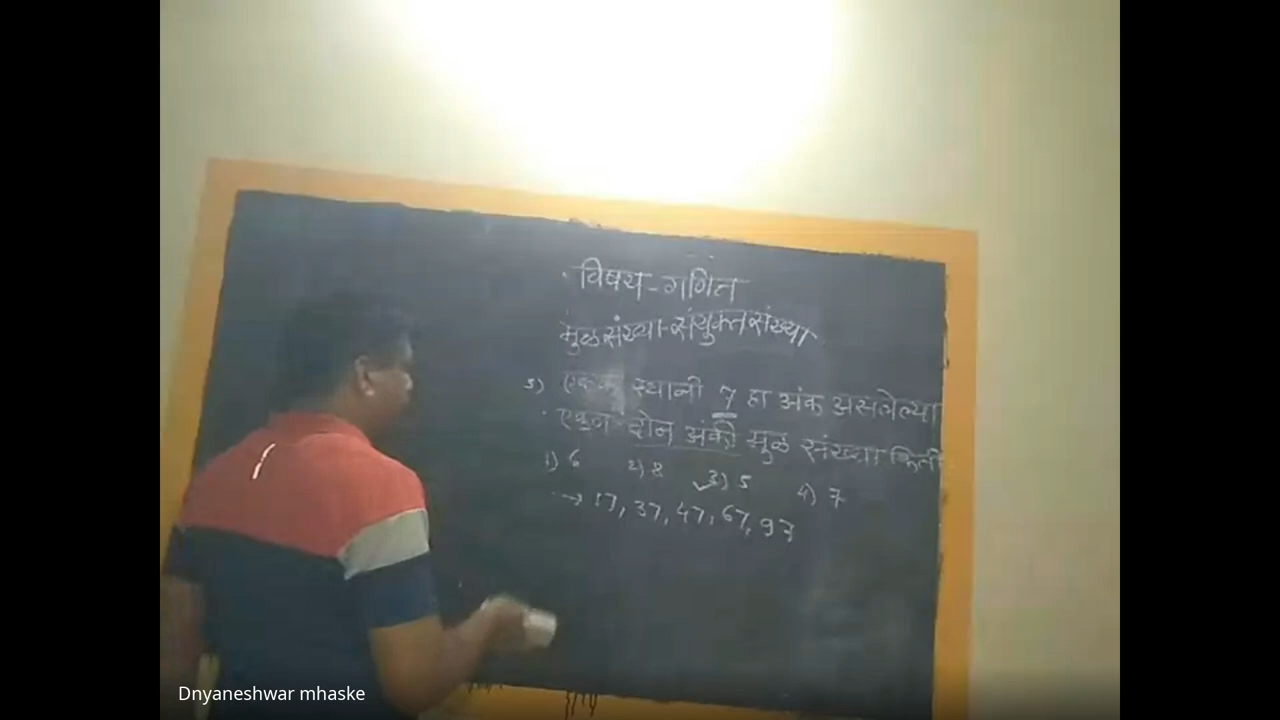 विषय-गणित
मुळसंख्या-संयुक्तसंख्या
5) एकक स्थानी 7 हा अंक असलेल्या
एकुन दोन अंकी मुळ संख्या किती
1) 6 2) 8 3) 5 4) 7
→ 17, 37, 47, 67, 97
Dnyaneshwar mhaske